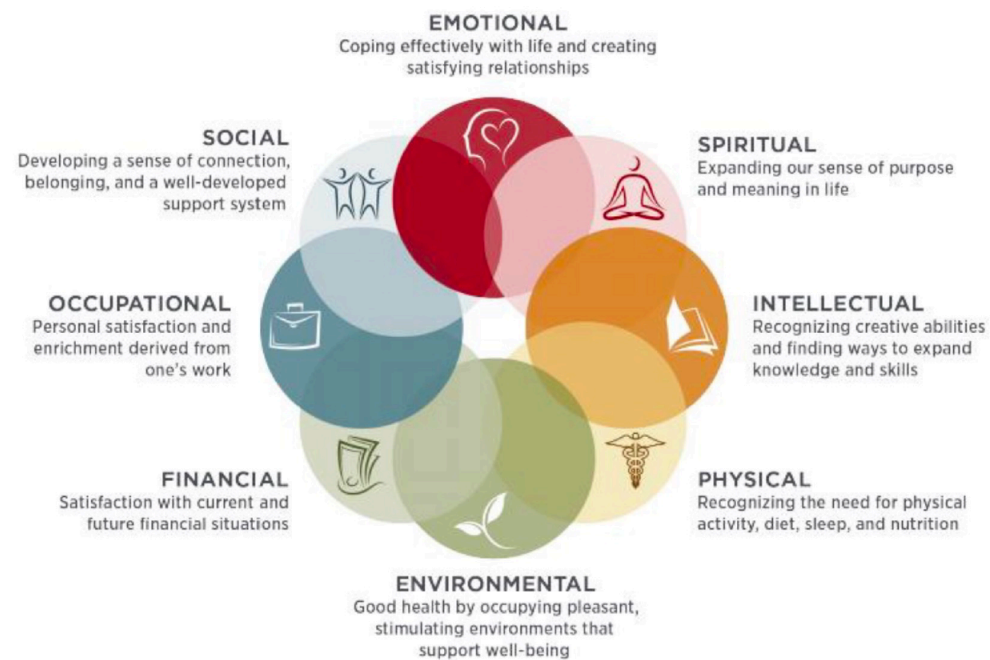 EMOTIONAL
Coping effectively with life and creating
satisfying relationships
SOCIAL
Developing a sense of connection,
belonging, and a well-developed
support system
SPIRITUAL
Expanding our sense of purpose
and meaning in life
OCCUPATIONAL
Personal satisfaction and
enrichment derived from
one's work
INTELLECTUAL
Recognizing creative abilities
and finding ways to expand
knowledge and skills
FINANCIAL
Satisfaction with current and
future financial situations
PHYSICAL
Recognizing the need for physical
activity, diet, sleep, and nutrition
ENVIRONMENTAL
Good health by occupying pleasant,
stimulating environments that
support well-being